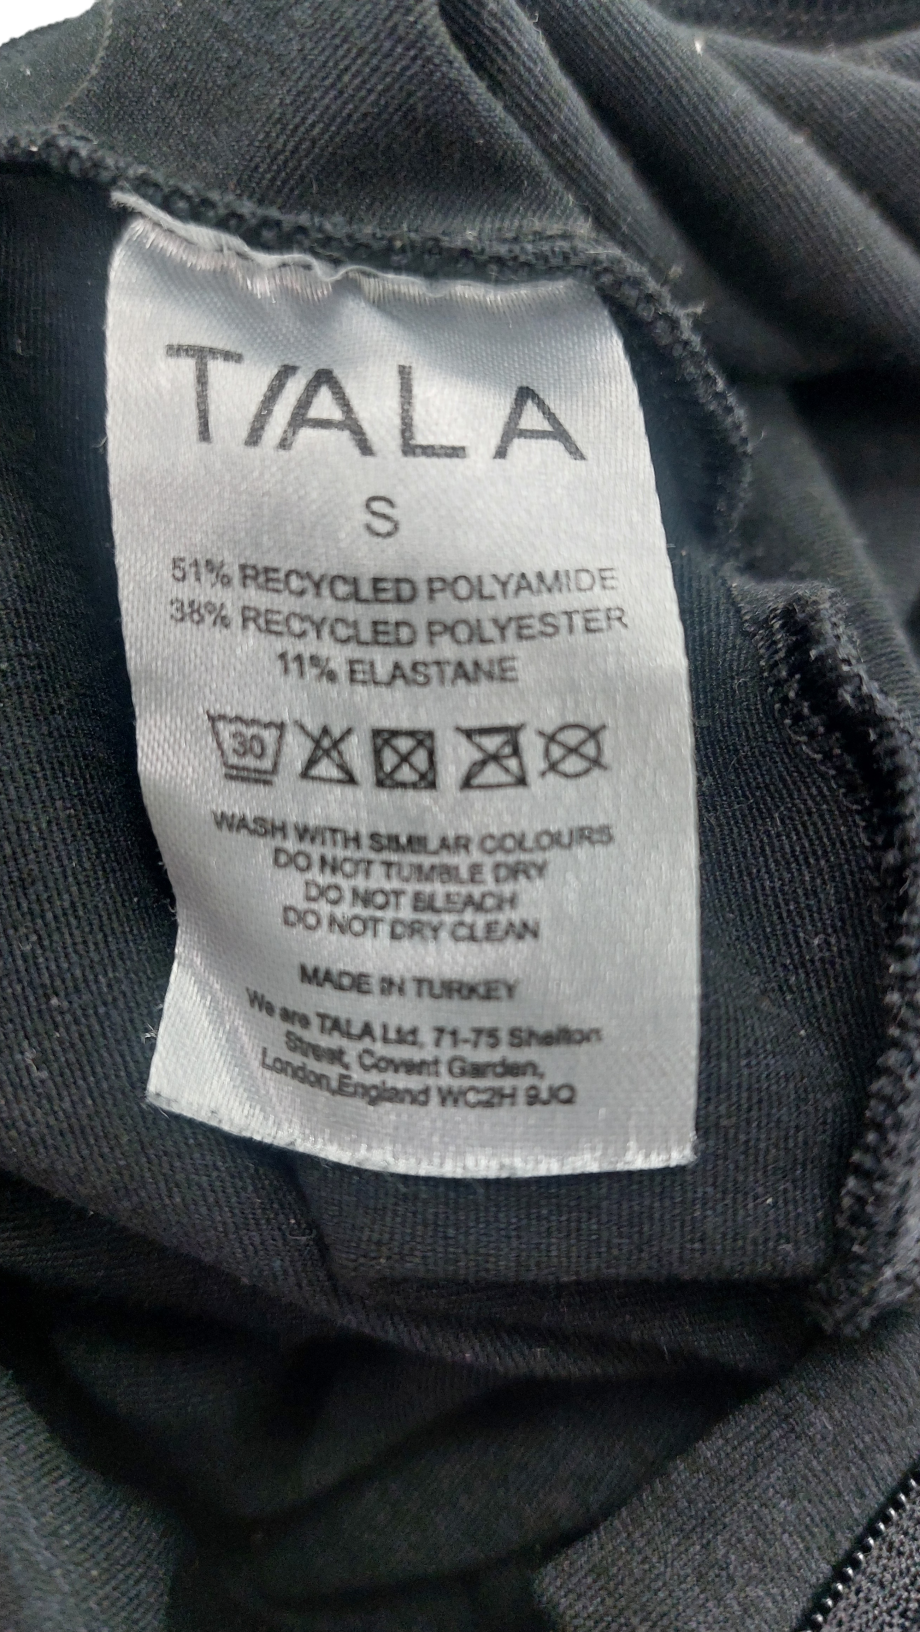 TALA
S
51% RECYCLED POLYAMIDE
38% RECYCLED POLYESTER
11% ELASTANE
30
WASH WITH SIMILAR COLOURS
DO NOT TUMBLE DRY
DO NOT BLEACH
DO NOT DRY CLEAN
MADE IN TURKEY
We are TALA Ltd, 71-75 Shelton
Street, Covent Garden,
London,England WC2H 9JQ